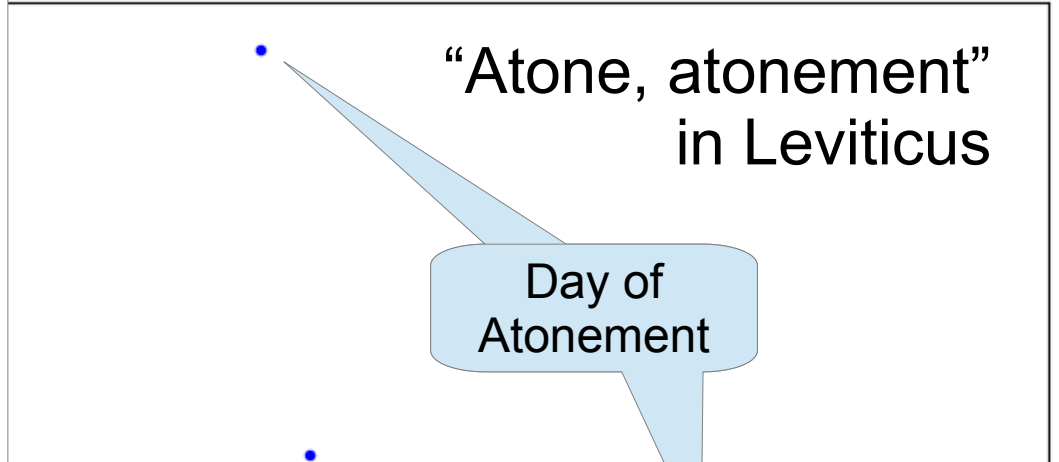 “Atone, atonement”
in Leviticus
Day of
Atonement